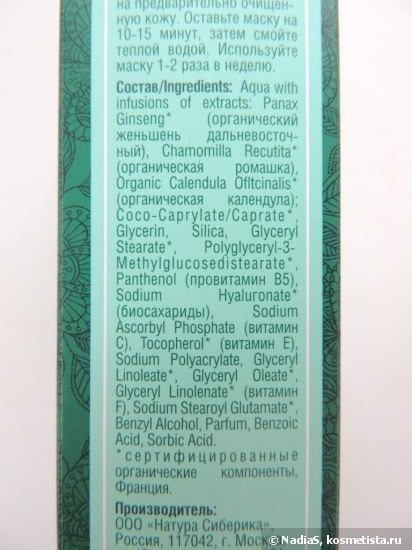 на предварительно очищен-
ную кожу. Оставьте маску на
10-15 минут, затем смойте
теплой водой. Используйте
маску 1-2 раза в неделю.
Состав/Ingredients: Aqua with
infusions of extracts: Panax
Ginseng* (органический
женьшень дальневосточ-
ный), Chamomilla Recutita*
(органическая ромашка),
Organic Calendula Ofltcinalis*
(органическая календула);
Coco-Caprylate/Caprate*,
Glycerin, Silica, Glyceryl
Stearate*, Polyglyceryl-3-
Methylglucosedistearate*,
Panthenol (провитамин B5),
Sodium Hyaluronate*
(биосахариды), Sodium
Ascorbyl Phosphate (витамин
C), Tocopherol* (витамин E),
Sodium Polyacrylate, Glyceryl
Linoleate*, Glyceryl Oleate*,
Glyceryl Linolenate* (витамин
F), Sodium Stearoyl Glutamate*,
Benzyl Alcohol, Parfum, Benzoic
Acid, Sorbic Acid.
*сертифицированные
органические компоненты,
Франция.
Производитель:
ООО «Натура Сиберика»,
Россия, 117042, г. Москв
© NadiaS, kosmetista.ru